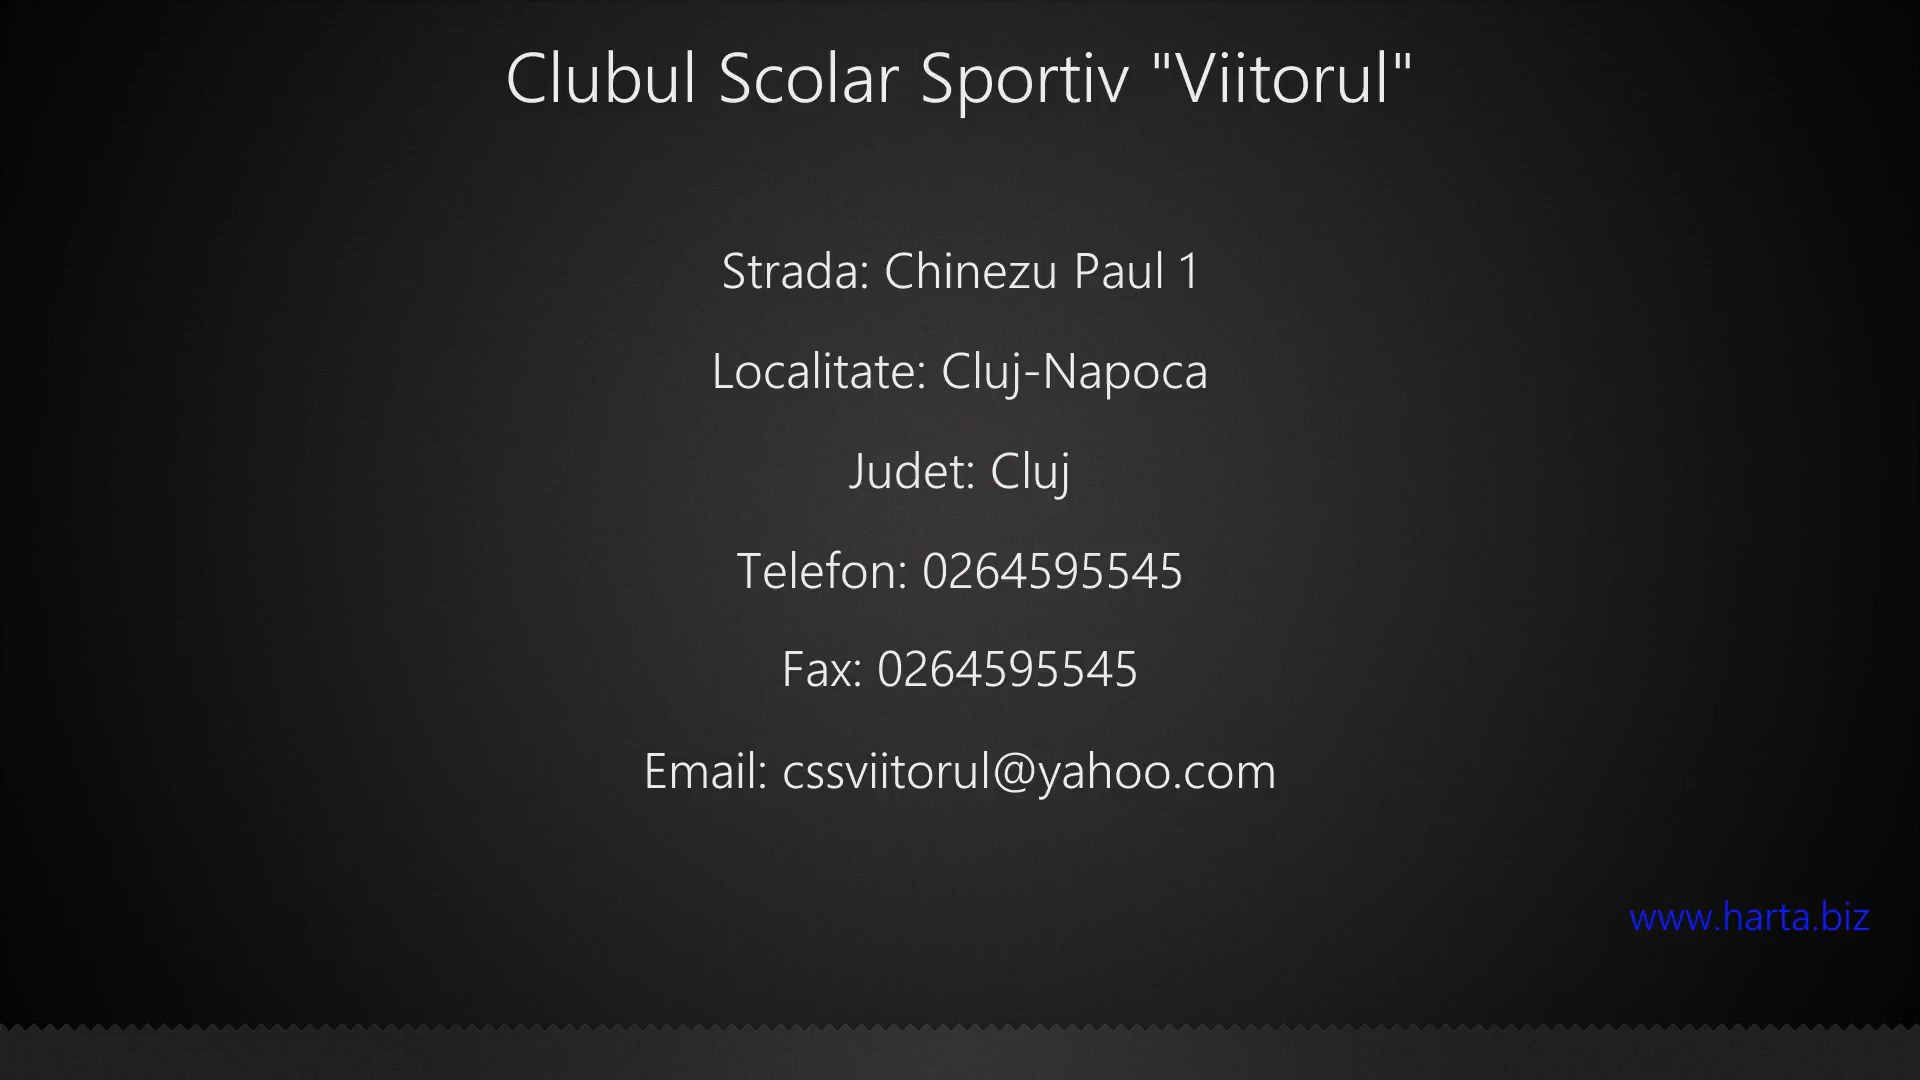 Clubul Scolar Sportiv "Viitorul"
Strada: Chinezu Paul 1
Localitate: Cluj-Napoca
Judet: Cluj
Telefon: 0264595545
Fax: 0264595545
Email: cssviitorul@yahoo.com
www.harta.biz